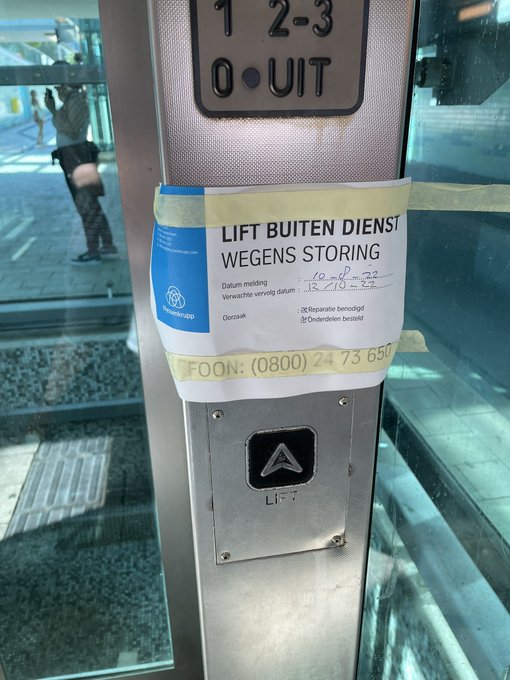 1 2-3
0 UIT
LIFT BUITEN DIENST
WEGENS STORING
Datum melding : 10-8-22
Verwachte vervolg datum : 12/10-22
Oorzaak : Reparatie benodigd
Onderdelen besteld
thyssenkrupp
FOON: (0800) 24 73 650
LIFT